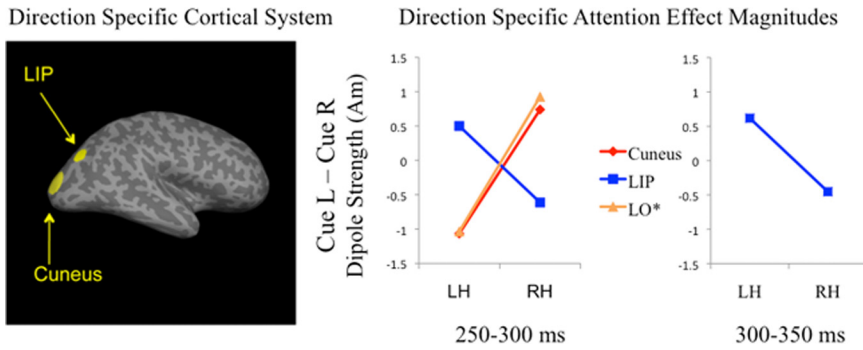 Direction Specific Cortical System
Direction Specific Attention Effect Magnitudes
LIP
Cuneus
Cue L – Cue R
Dipole Strength (Am)
1.5
1
0.5
0
-0.5
-1
-1.5
LH
RH
250-300 ms
Cuneus
LIP
LO*
1.5
1
0.5
0
-0.5
-1
-1.5
LH
RH
300-350 ms